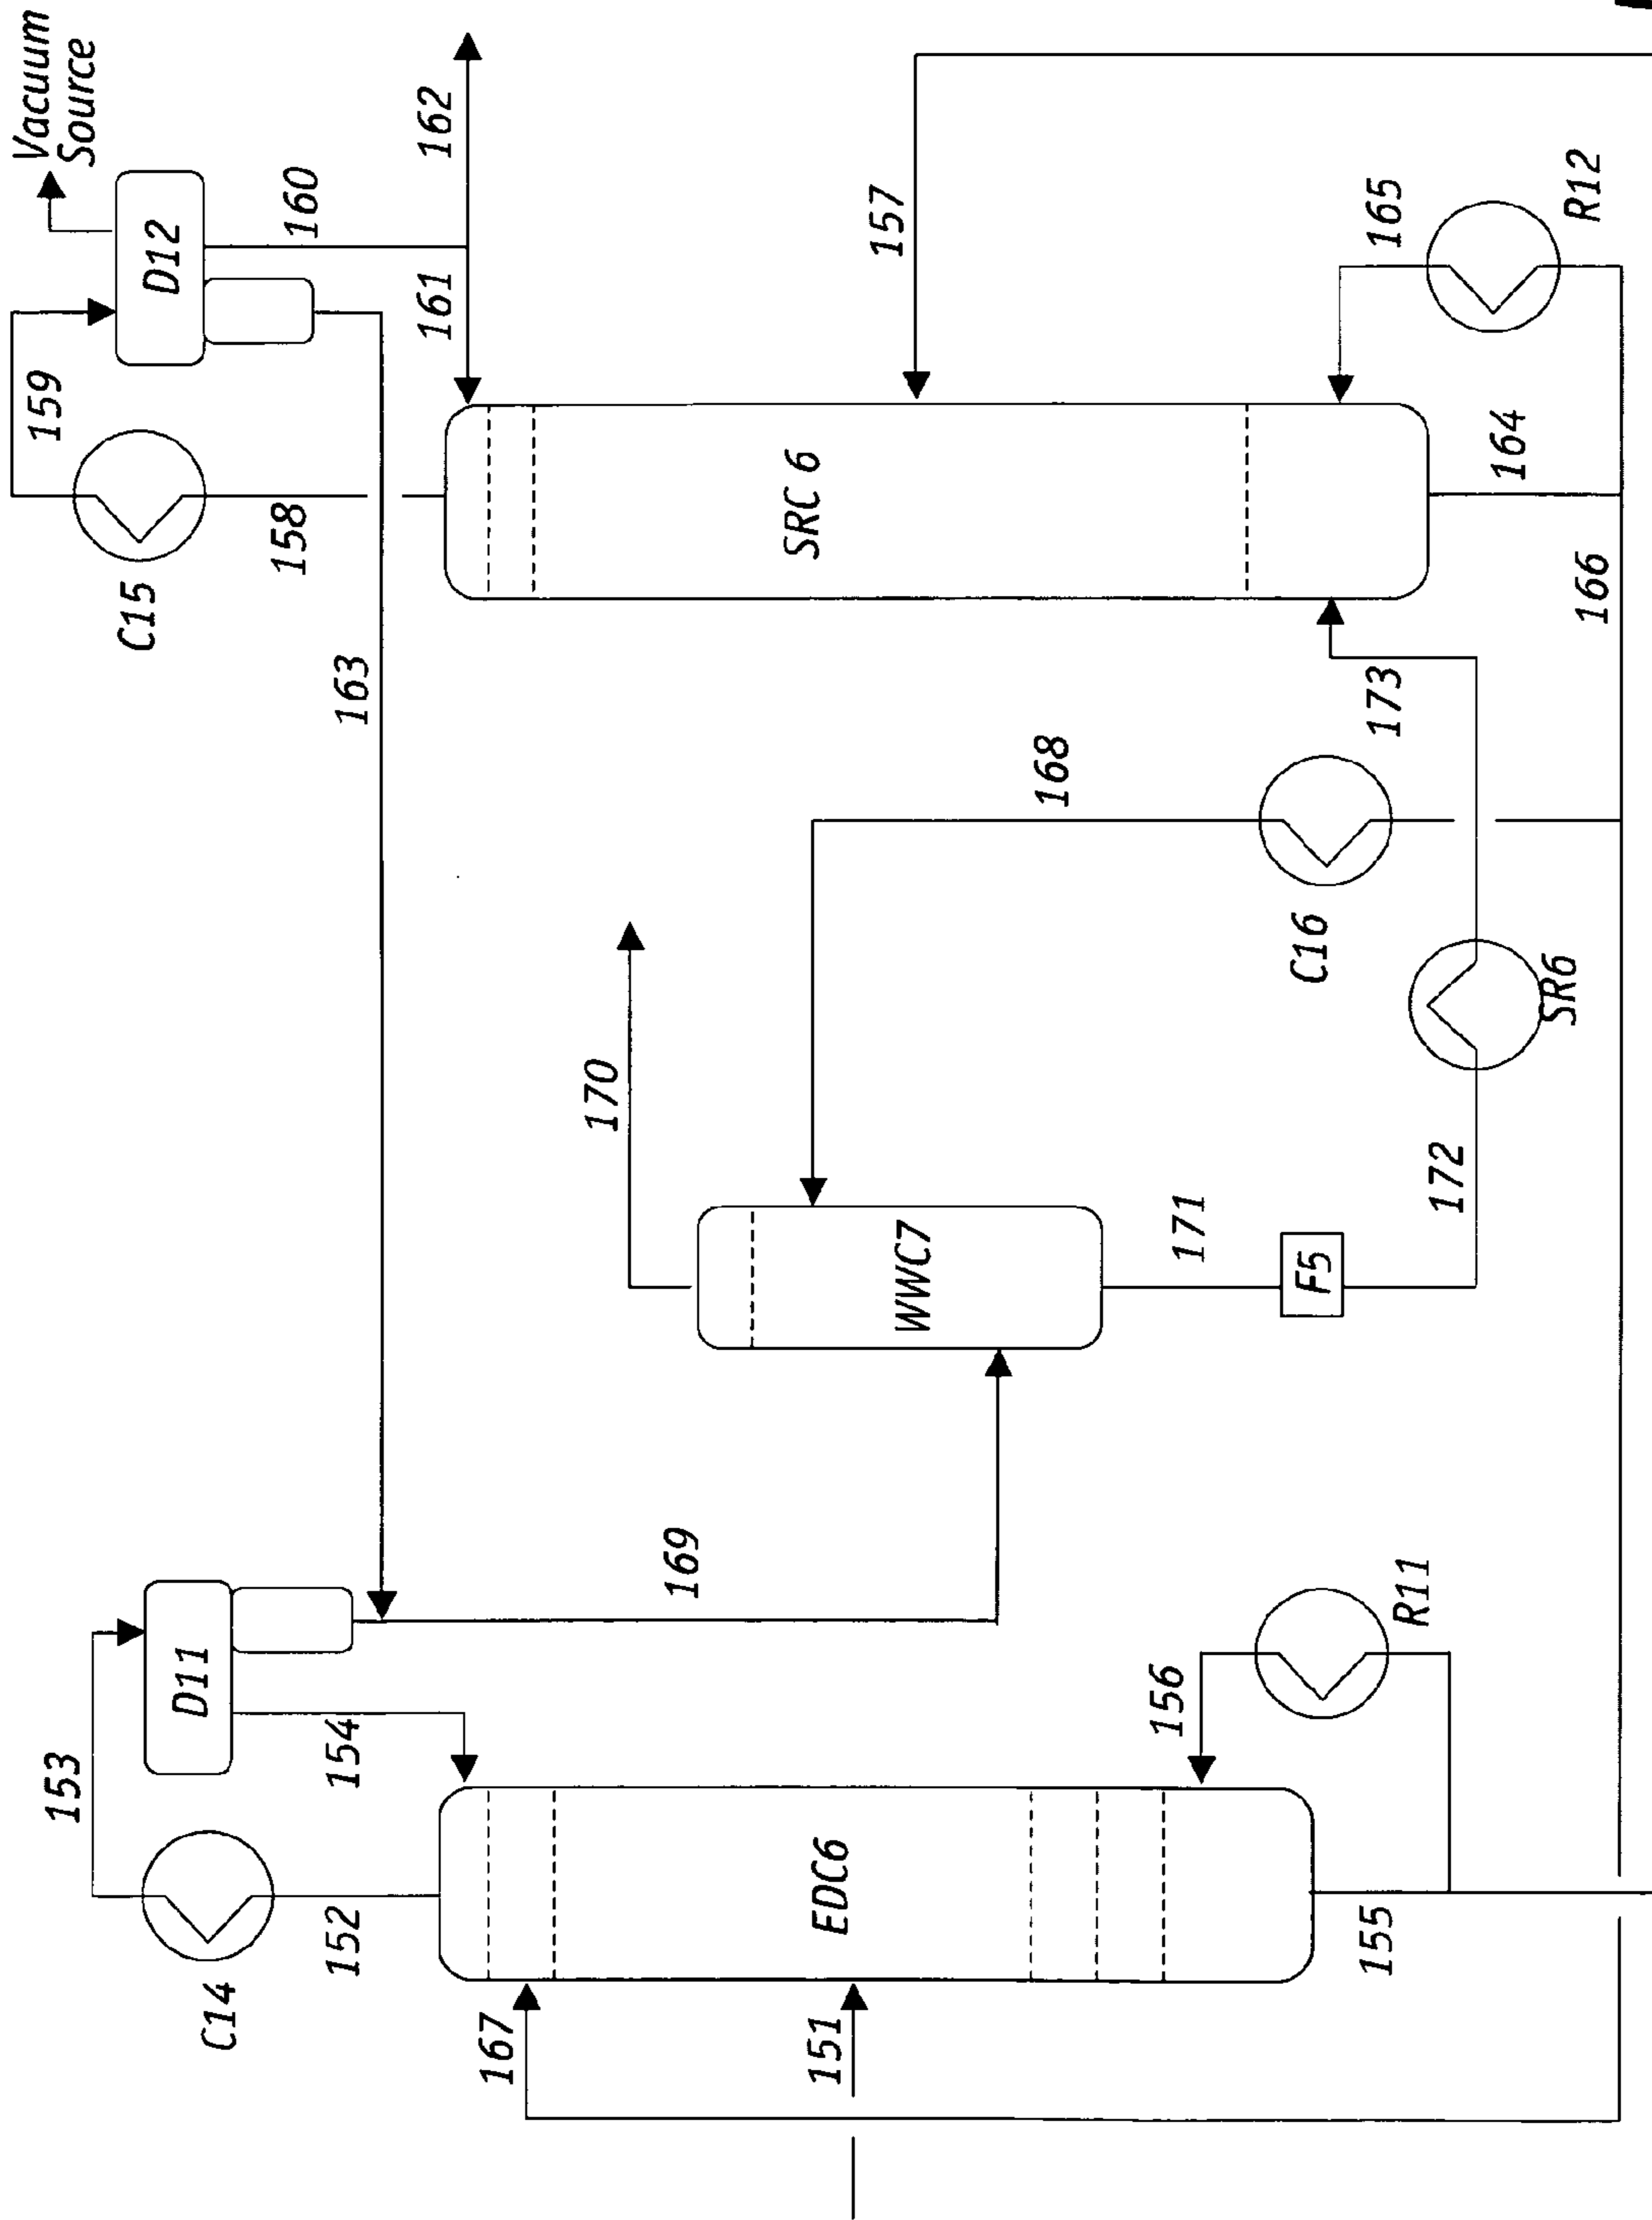 Vacuum
Source
159
153
C15
D12
D11
C14
158
160
152
154
163
161
162
167
170
169
SRC 6
151
EDC6
157
WWC7
168
156
171
C16
F5
155
173
165
R11
172
164
SR6
166
R12